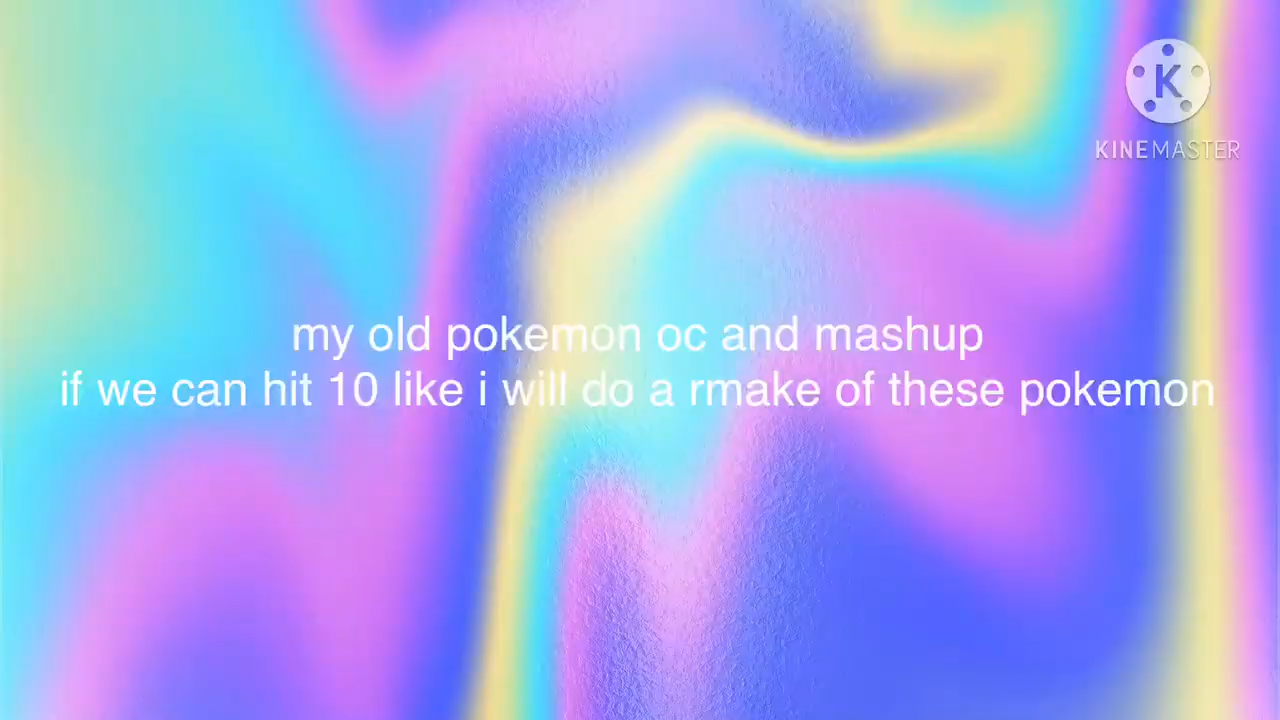 K
KINEMASTER
my old pokemon oc and mashup
if we can hit 10 like i will do a rmake of these pokemon